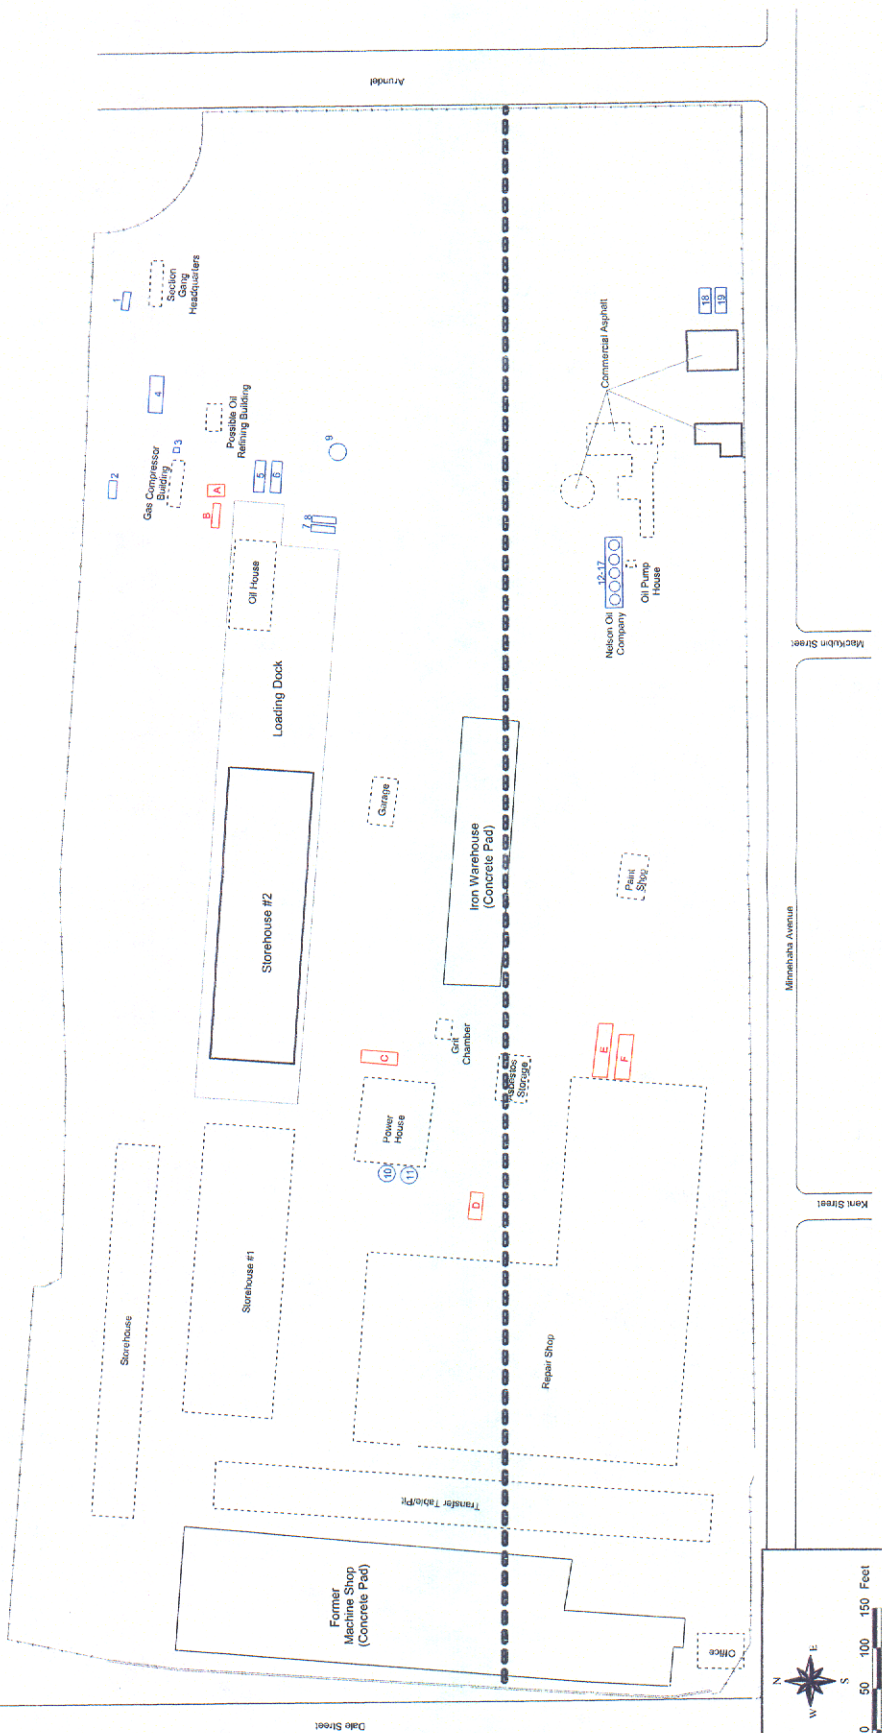 Arundel
1
Section
Gang
Headquarters
4
2
Gas Compressor
Building
D3
Possible Oil
Refining Building
B
A
5
6
9
7
8
Oil House
Loading Dock
Storehouse #2
Garage
Iron Warehouse
(Concrete Pad)
Commercial Asphalt
18
19
12-17
Nelson Oil
Company
Oil Pump
House
MacKubin Street
Paint
Shop
Minnehaha Avenue
C
Grit
Chamber
Asbestos
Storage
E
F
Power
House
10
11
D
Kent Street
Storehouse
Storehouse #1
Repair Shop
Transfer Table/Pit
Former
Machine Shop
(Concrete Pad)
Office
Dale Street
N
E
S
W
0 50 100 150 Feet